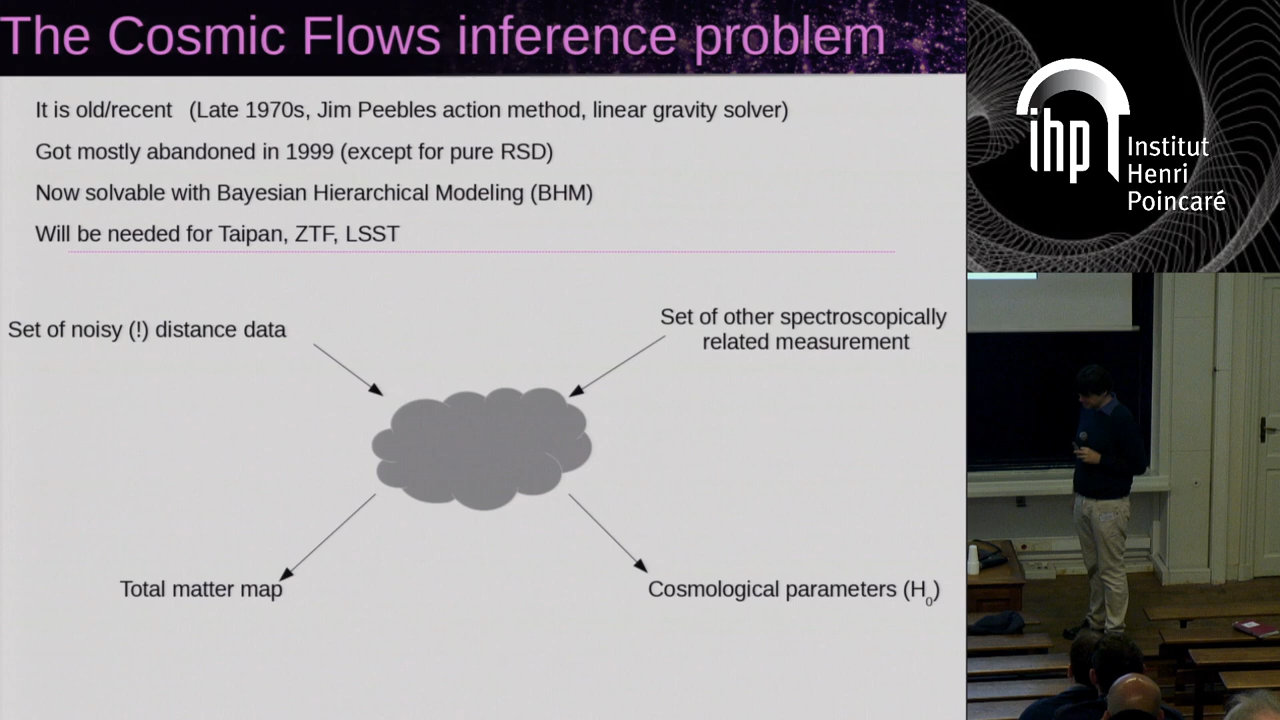 The Cosmic Flows inference problem
It is old/recent (Late 1970s, Jim Peebles action method, linear gravity solver)
Got mostly abandoned in 1999 (except for pure RSD)
Now solvable with Bayesian Hierarchical Modeling (BHM)
Will be needed for Taipan, ZTF, LSST
Set of noisy (!) distance data
Set of other spectroscopically
related measurement
Total matter map
Cosmological parameters (H0)
ihp
Institut
Henri
Poincaré